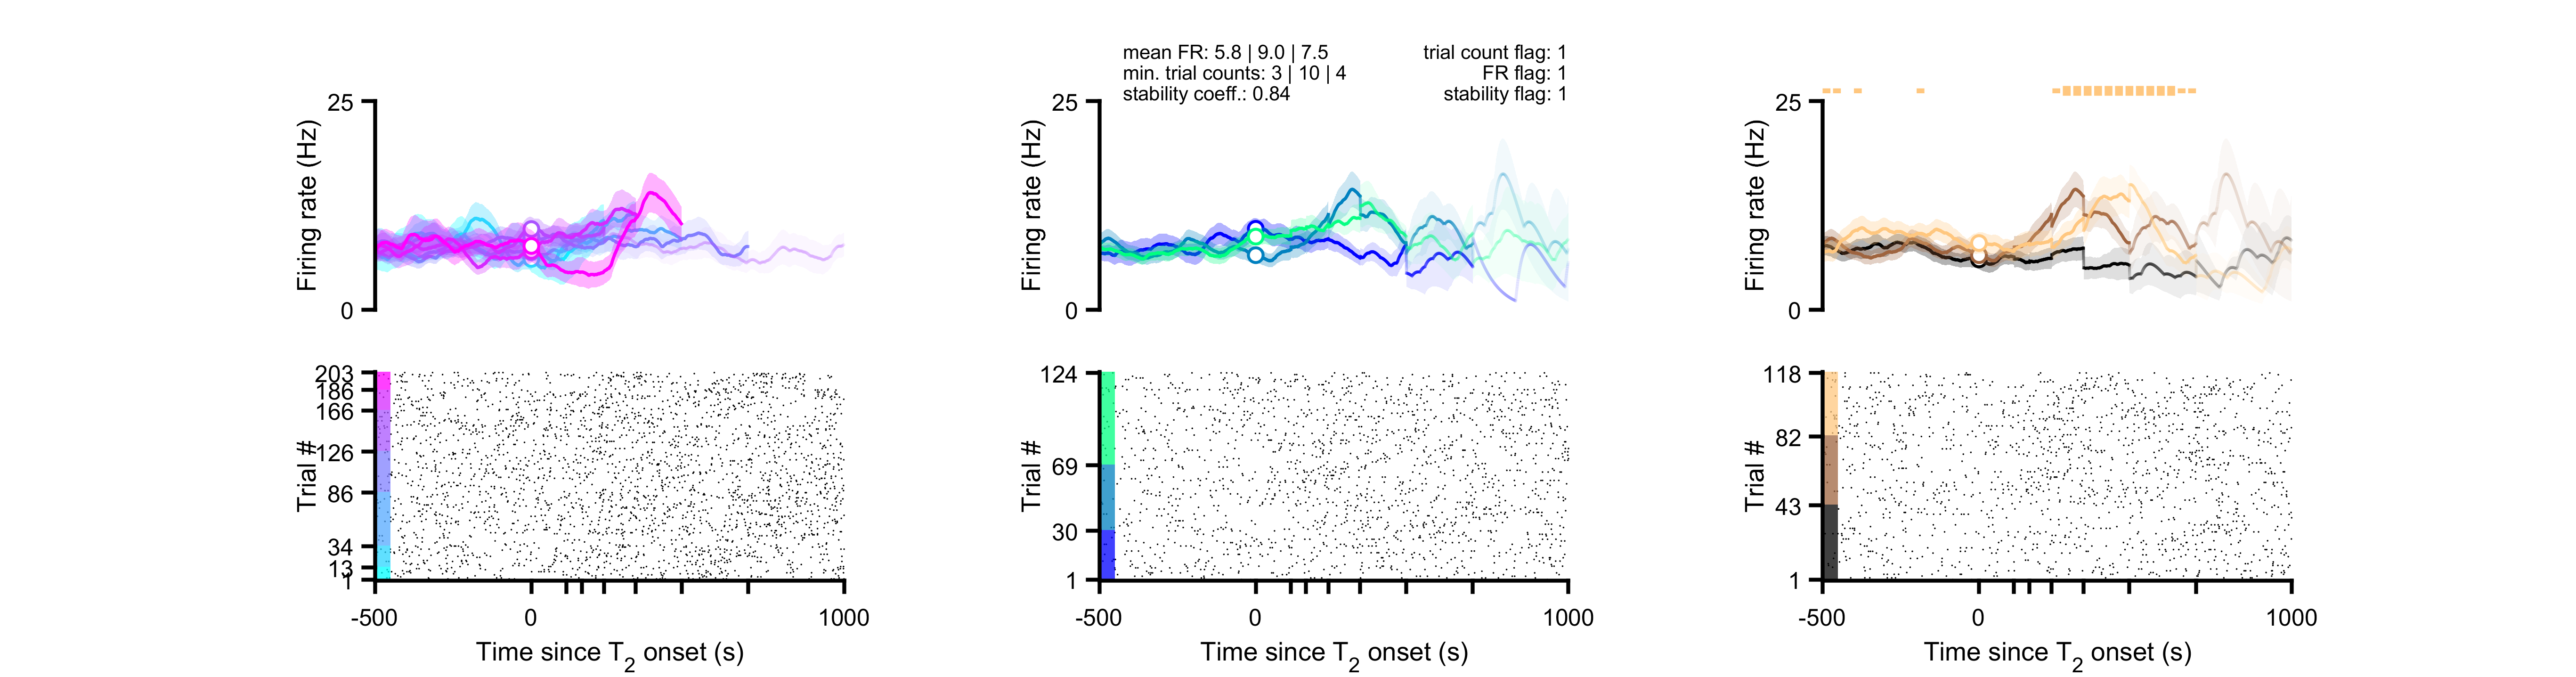 mean FR: 5.8 | 9.0 | 7.5
min. trial counts: 3 | 10 | 4
stability coeff.: 0.84
trial count flag: 1
FR flag: 1
stability flag: 1
25
Firing rate (Hz)
0
25
Firing rate (Hz)
0
25
Firing rate (Hz)
0
203
186
166
126
86
34
13
1
Trial #
-500
0
1000
Time since T2 onset (s)
124
69
30
1
Trial #
-500
0
1000
Time since T2 onset (s)
118
82
43
1
Trial #
-500
0
1000
Time since T2 onset (s)